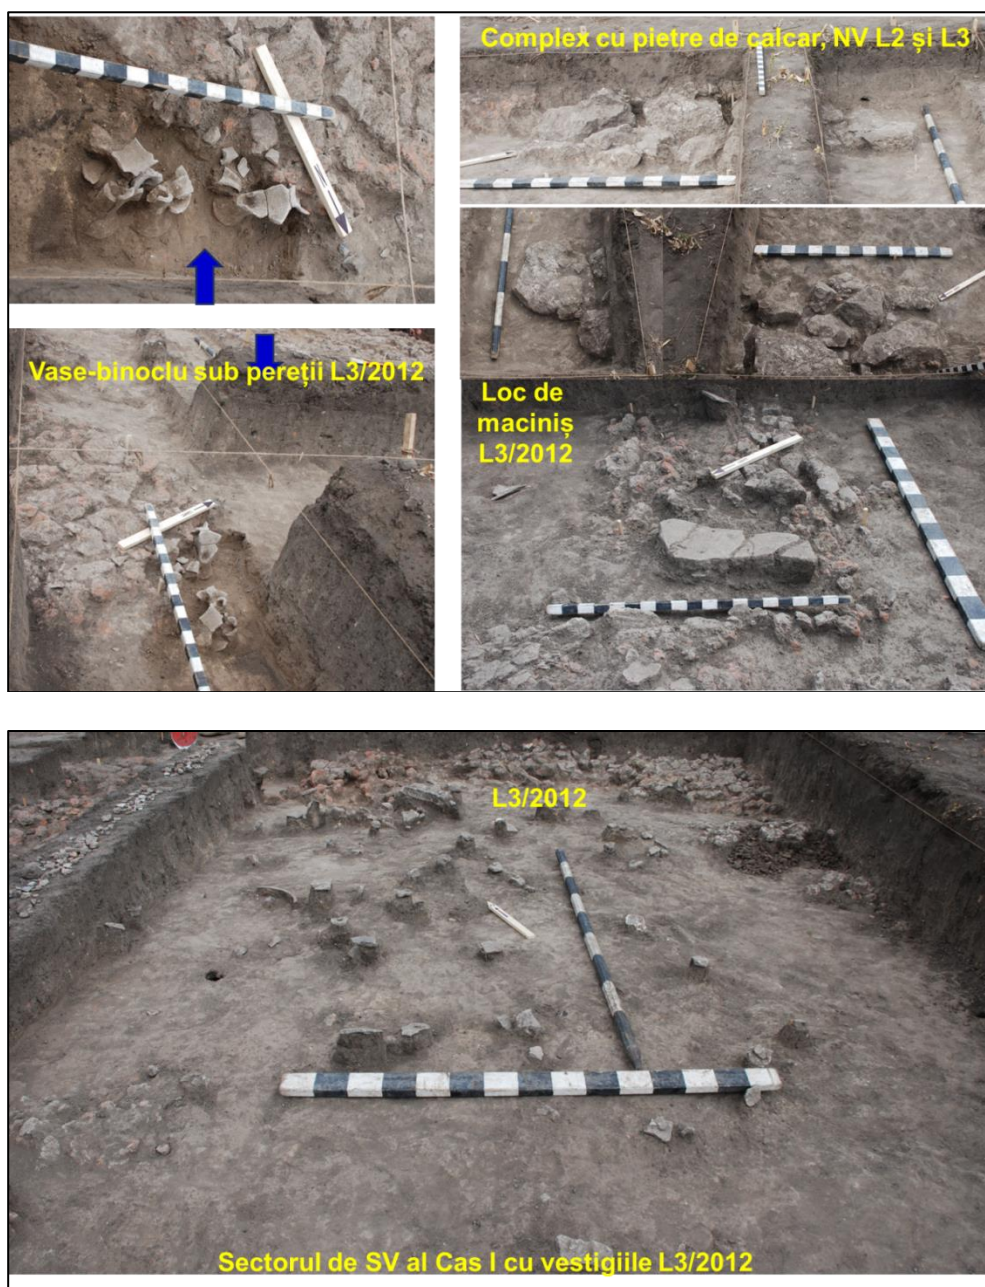 Complex cu pietre de calcar, NV L2 și L3
Vase-binoclu sub pereții L3/2012
Loc de
maciniș
L3/2012
L3/2012
Sectorul de SV al Cas I cu vestigiile L3/2012